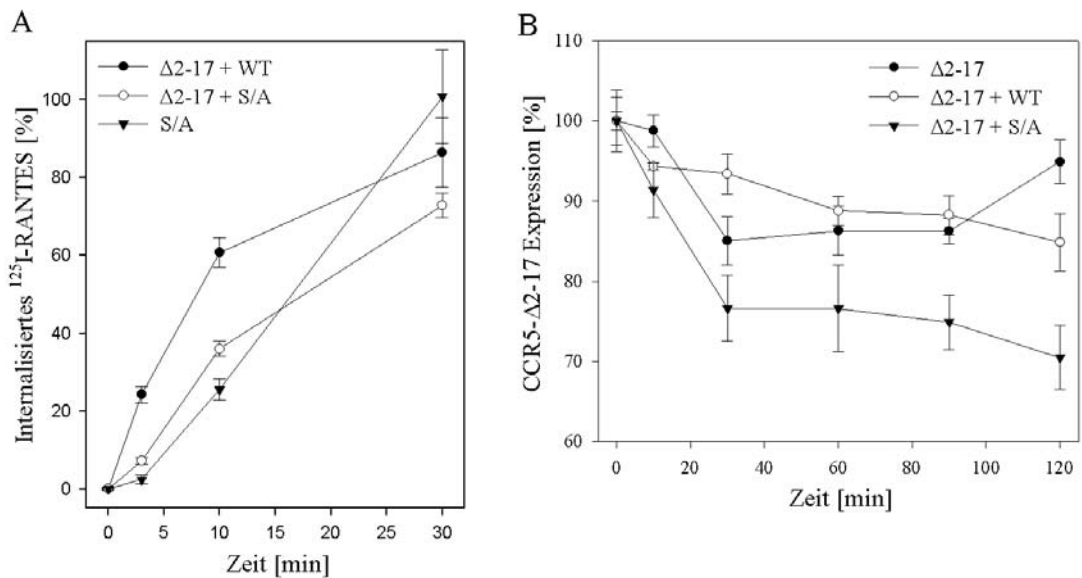 A
Δ2-17 + WT
Δ2-17 + S/A
S/A
Internalisiertes ¹²⁵I-RANTES [%]
100
80
60
40
20
0
0 5 10 15 20 25 30
Zeit [min]
B
Δ2-17
Δ2-17 + WT
Δ2-17 + S/A
CCR5-Δ2-17 Expression [%]
110
100
90
80
70
60
0 20 40 60 80 100 120
Zeit [min]